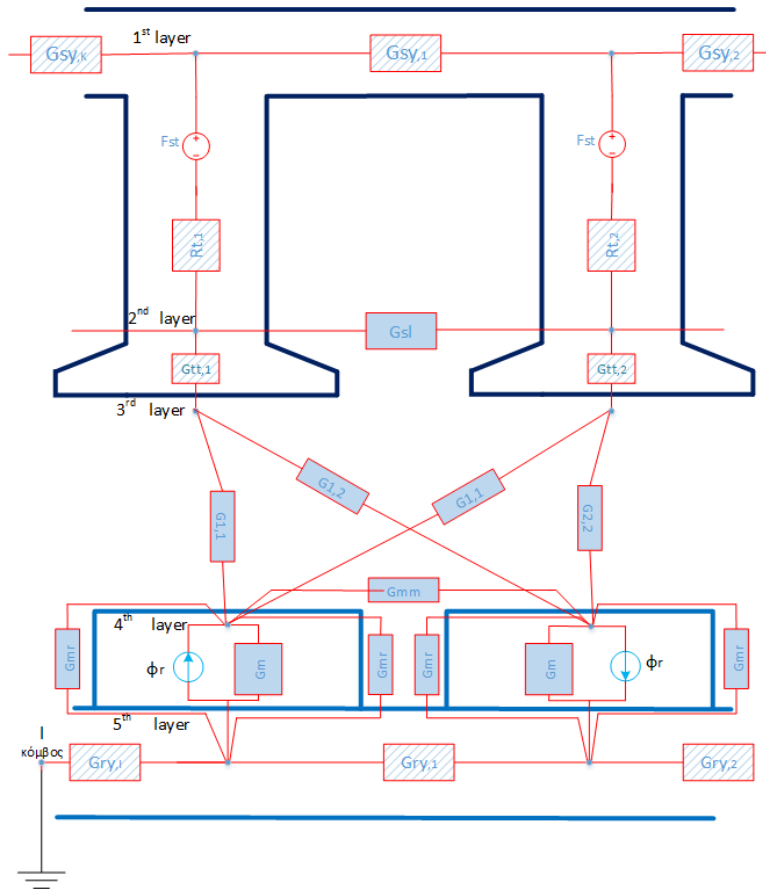 1st layer
Gsy,K
Gsy,1
Gsy,2
Fst
Fst
Rt,1
Rt,2
2nd layer
Gsl
Gtt,1
Gtt,2
3rd layer
G1,2
G1,1
G1,1
G2,2
Gmm
4th layer
Gmr
Φr
Gm
Gmr
Gmr
Gm
Φr
Gmr
5th layer
I
κόμβος
Gry,I
Gry,1
Gry,2